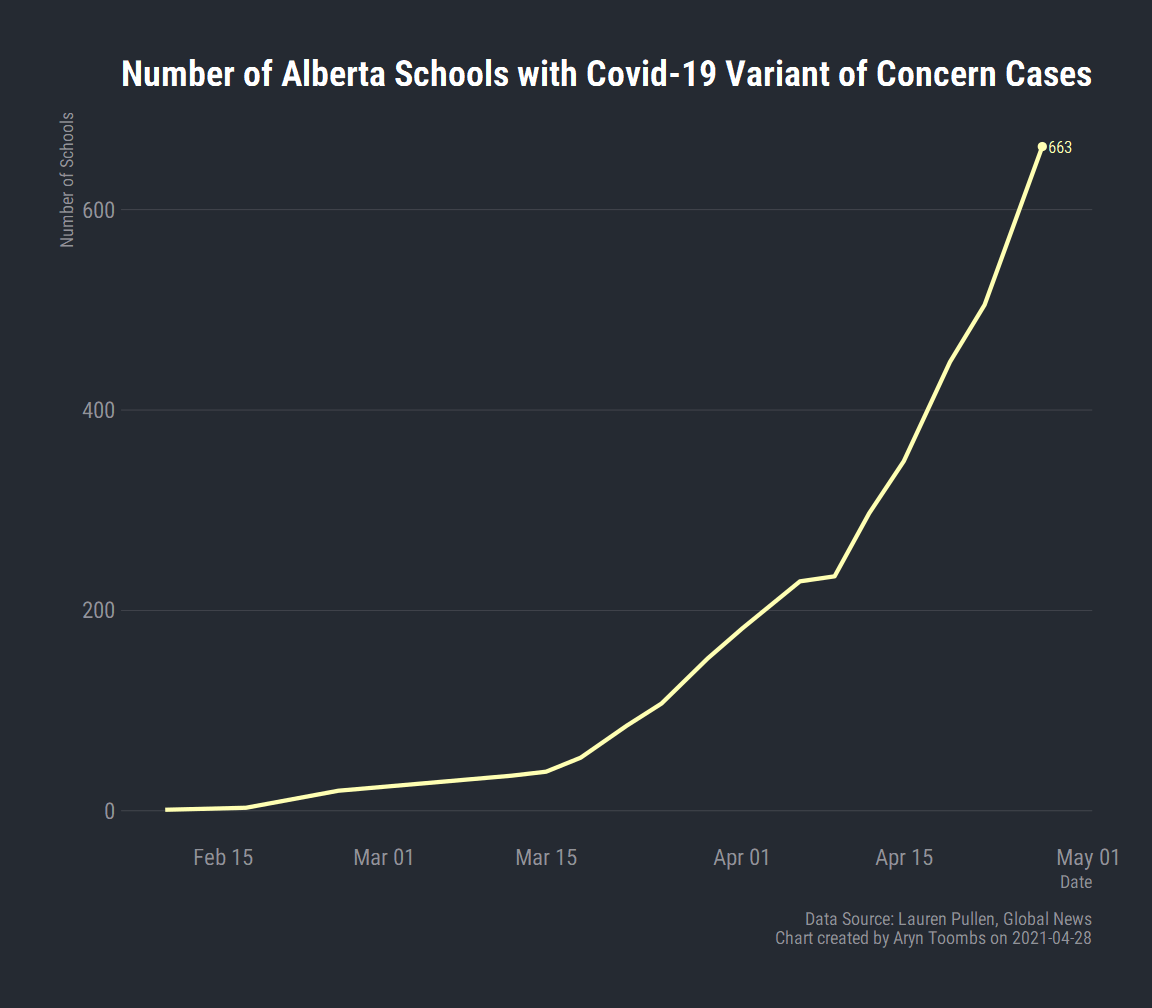 Number of Alberta Schools with Covid-19 Variant of Concern Cases
Number of Schools
663
600
400
200
0
Feb 15
Mar 01
Mar 15
Apr 01
Apr 15
May 01
Date
Data Source: Lauren Pullen, Global News
Chart created by Aryn Toombs on 2021-04-28